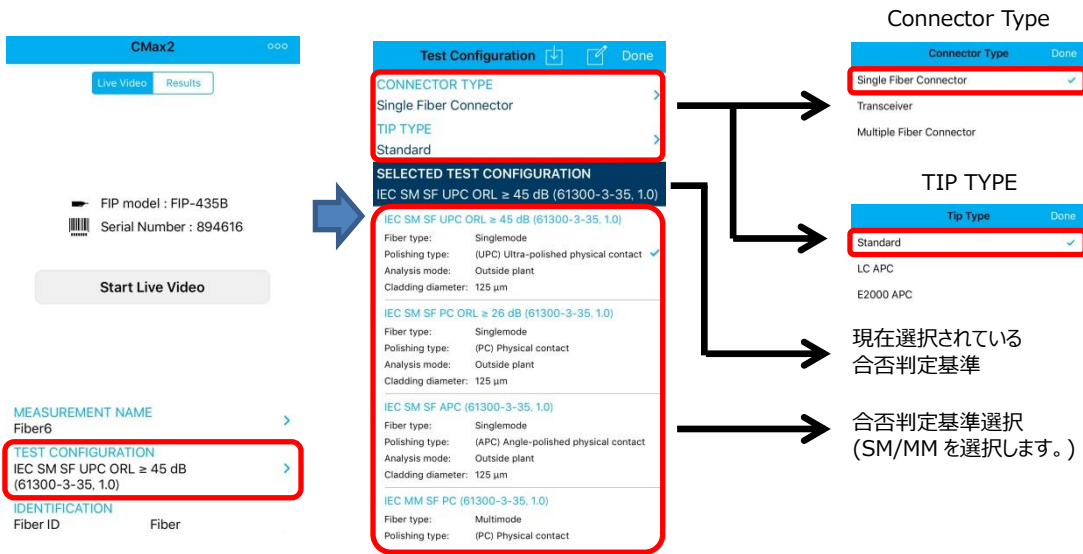 CMax2
Live Video Results
FIP model : FIP-435B
Serial Number : 894616
Start Live Video
MEASUREMENT NAME
Fiber6
TEST CONFIGURATION
IEC SM SF UPC ORL ≥ 45 dB
(61300-3-35, 1.0)
IDENTIFICATION
Fiber ID Fiber
Test Configuration Done
CONNECTOR TYPE
Single Fiber Connector
TIP TYPE
Standard
SELECTED TEST CONFIGURATION
IEC SM SF UPC ORL ≥ 45 dB (61300-3-35, 1.0)
IEC SM SF UPC ORL ≥ 45 dB (61300-3-35, 1.0)
Fiber type: Singlemode
Polishing type: (UPC) Ultra-polished physical contact
Analysis mode: Outside plant
Cladding diameter: 125 μm
IEC SM SF PC ORL ≥ 26 dB (61300-3-35, 1.0)
Fiber type: Singlemode
Polishing type: (PC) Physical contact
Analysis mode: Outside plant
Cladding diameter: 125 μm
IEC SM SF APC (61300-3-35, 1.0)
Fiber type: Singlemode
Polishing type: (APC) Angle-polished physical contact
Analysis mode: Outside plant
Cladding diameter: 125 μm
IEC MM SF PC (61300-3-35, 1.0)
Fiber type: Multimode
Polishing type: (PC) Physical contact
Connector Type
Connector Type Done
Single Fiber Connector
Transceiver
Multiple Fiber Connector
TIP TYPE
Tip Type Done
Standard
LC APC
E2000 APC
現在選択されている
合否判定基準
合否判定基準選択
(SM/MM を選択します。)